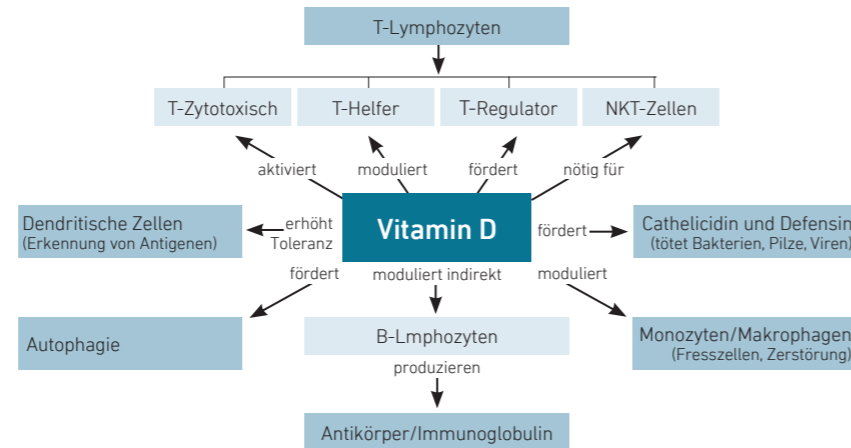 T-Lymphozyten
T-Zytotoxisch
T-Helfer
T-Regulator
NKT-Zellen
aktiviert
moduliert
fördert
nötig für
Dendritische Zellen
(Erkennung von Antigenen)
erhöht
Toleranz
Vitamin D
fördert
Cathelicidin und Defensin
(tötet Bakterien, Pilze, Viren)
fördert
moduliert indirekt
moduliert
Autophagie
B-Lmphozyten
Monozyten/Makrophagen
(Fresszellen, Zerstörung)
produzieren
Antikörper/Immunoglobulin